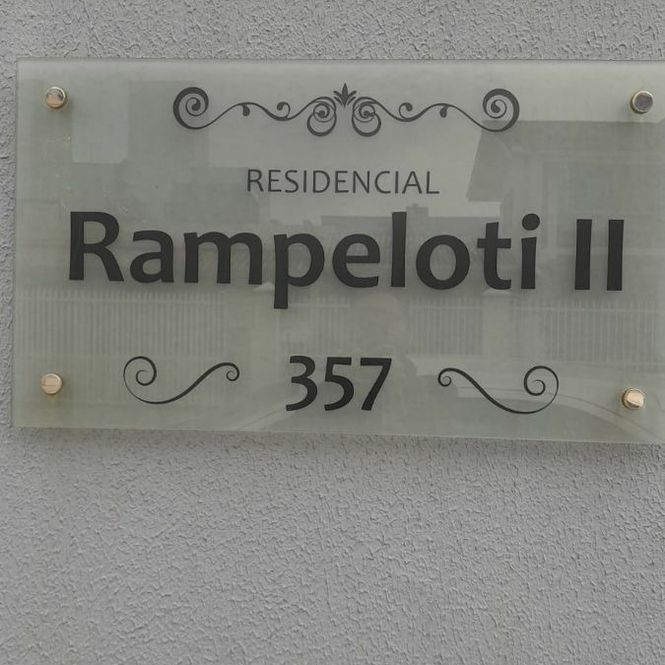 RESIDENCIAL
Rampeloti II
357